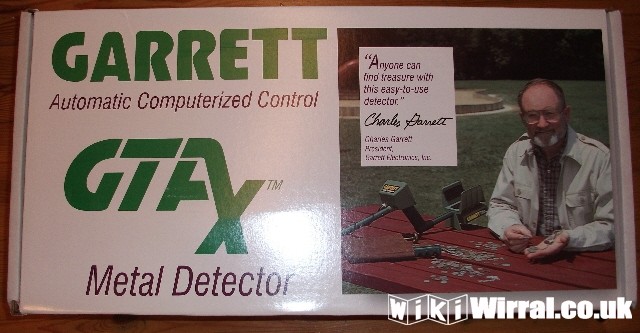 GARRETT
Automatic Computerized Control
GTAX™
Metal Detector
"Anyone can
find treasure with
this easy-to-use
detector."
Charles Garrett
Charles Garrett
President,
Garrett Electronics, Inc.
wikiWirral.co.uk